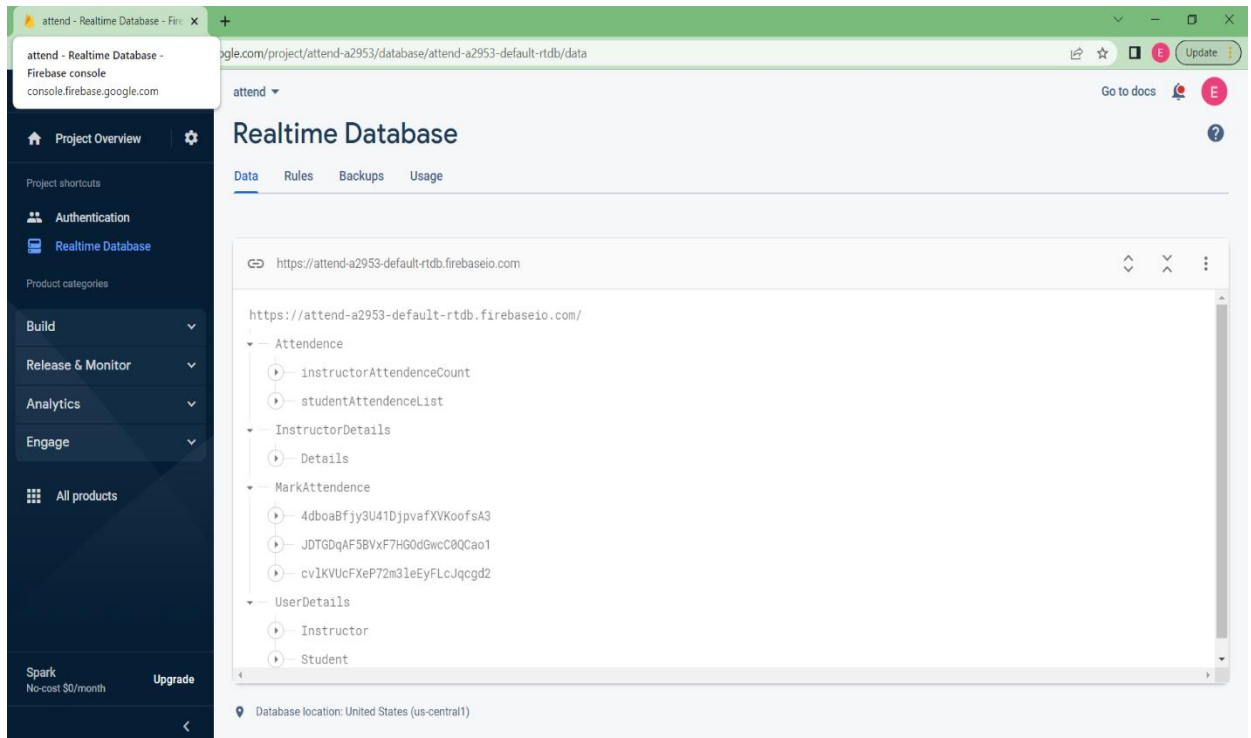 attend - Realtime Database - Fire
attend - Realtime Database -
Firebase console
console.firebase.google.com
ogle.com/project/attend-a2953/database/attend-a2953-default-rtdb/data
E
Update
attend
Go to docs
E
Project Overview
Realtime Database
Project shortcuts
Data Rules Backups Usage
Authentication
Realtime Database
https://attend-a2953-default-rtdb.firebaseio.com
Product categories
Build
Release & Monitor
Analytics
Engage
All products
https://attend-a2953-default-rtdb.firebaseio.com/
Attendence
instructorAttendenceCount
studentAttendenceList
InstructorDetails
Details
MarkAttendence
4dboaBfjy3U41DjpvafXVKoofsA3
JDTGDqAF5BVxF7HGOdGwcC0QCao1
cvlKVUcFXeP72m3leEyFLcJqcgd2
UserDetails
Instructor
Student
Spark
No-cost $0/month
Upgrade
Database location: United States (us-central1)